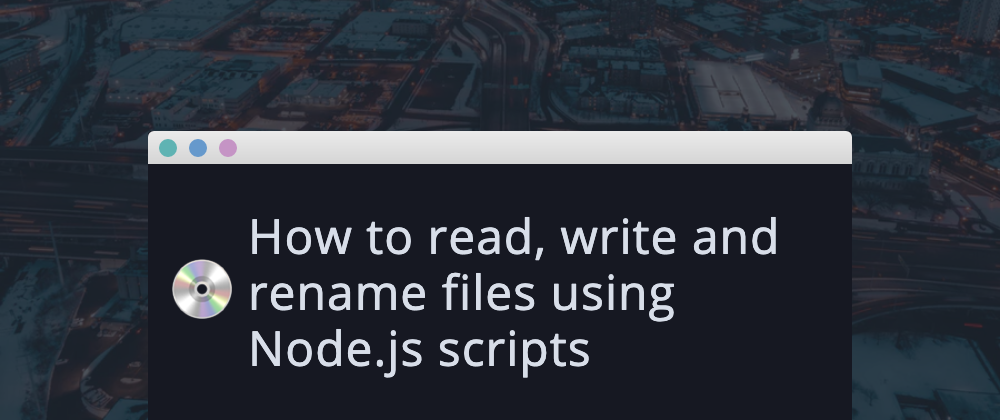 How to read, write and
rename files using
Node.js scripts